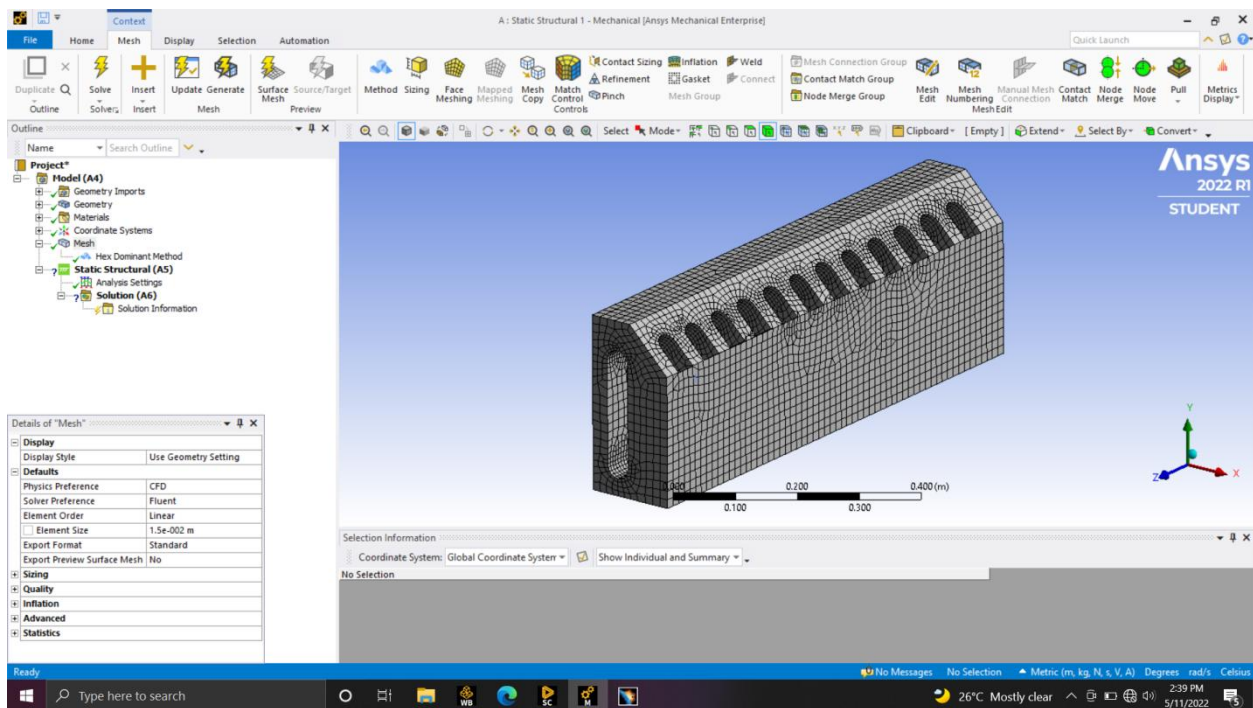 Context
A : Static Structural 1 - Mechanical [Ansys Mechanical Enterprise]
File Home Mesh Display Selection Automation
Quick Launch
Duplicate Q
Outline
Solve
Solvers
Insert
Insert
Update Generate
Mesh
Surface Mesh Source/Target
Preview
Method Sizing Face Meshing Mapped Meshing Mesh Copy Match Control
Contact Sizing Inflation Weld
Refinement Gasket Connect
Pinch Mesh Group
Controls
Mesh Connection Group
Contact Match Group
Node Merge Group
Mesh Edit Mesh Numbering Manual Mesh Connection Contact Match Node Merge Node Move Pull
Mesh Edit
Metrics Display
Outline
Name Search Outline
Select Mode Clipboard [Empty] Extend Select By Convert
Project*
Model (A4)
Geometry Imports
Geometry
Materials
Coordinate Systems
Mesh
Hex Dominant Method
Static Structural (A5)
Analysis Settings
Solution (A6)
Solution Information
Ansys
2022 R1
STUDENT
Details of "Mesh"
Display
Display Style Use Geometry Setting
Defaults
Physics Preference CFD
Solver Preference Fluent
Element Order Linear
Element Size 1.5e-002 m
Export Format Standard
Export Preview Surface Mesh No
Sizing
Quality
Inflation
Advanced
Statistics
0.000 0.200 0.400 (m)
0.100 0.300
Y
Z X
Selection Information
Coordinate System: Global Coordinate System Show Individual and Summary
No Selection
Ready
No Messages No Selection Metric (m, kg, N, s, V, A) Degrees rad/s Celsius
Type here to search
WB SC M
26°C Mostly clear
2:39 PM
5/11/2022
5